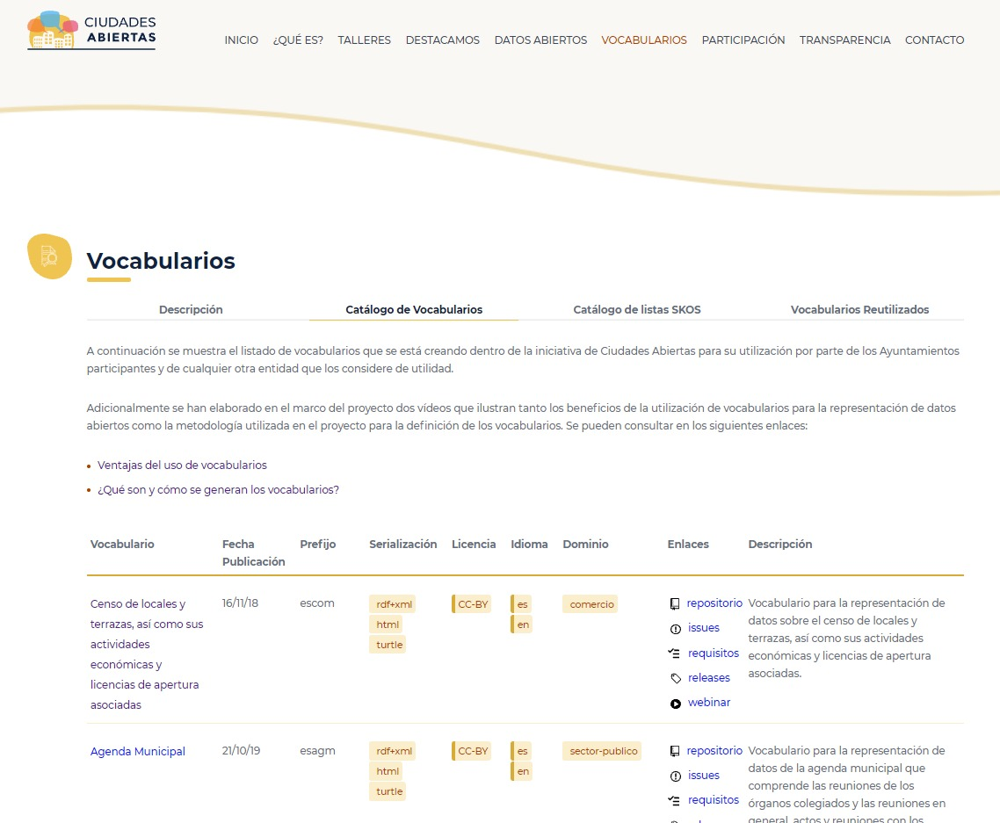 CIUDADES
ABIERTAS
INICIO ¿QUÉ ES? TALLERES DESTACAMOS DATOS ABIERTOS VOCABULARIOS PARTICIPACIÓN TRANSPARENCIA CONTACTO
Vocabularios
Descripción Catálogo de Vocabularios Catálogo de listas SKOS Vocabularios Reutilizados
A continuación se muestra el listado de vocabularios que se está creando dentro de la iniciativa de Ciudades Abiertas para su utilización por parte de los Ayuntamientos
participantes y de cualquier otra entidad que los considere de utilidad.
Adicionalmente se han elaborado en el marco del proyecto dos vídeos que ilustran tanto los beneficios de la utilización de vocabularios para la representación de datos
abiertos como la metodología utilizada en el proyecto para la definición de los vocabularios. Se pueden consultar en los siguientes enlaces:
• Ventajas del uso de vocabularios
• ¿Qué son y cómo se generan los vocabularios?
Vocabulario Fecha Prefijo Serialización Licencia Idioma Dominio Enlaces Descripción
Publicación
Censo de locales y 16/11/18 escom rdf+xml CC-BY es comercio repositorio Vocabulario para la representación de
terrazas, así como sus html en issues datos sobre el censo de locales y
actividades turtle requisitos terrazas, así como sus actividades
económicas y releases económicas y licencias de apertura
licencias de apertura webinar asociadas.
asociadas
Agenda Municipal 21/10/19 esagm rdf+xml CC-BY es sector-publico repositorio Vocabulario para la representación de
html en issues datos de la agenda municipal que
turtle requisitos comprende las reuniones de los
órganos colegiados y las reuniones en
general, actos y reuniones con los